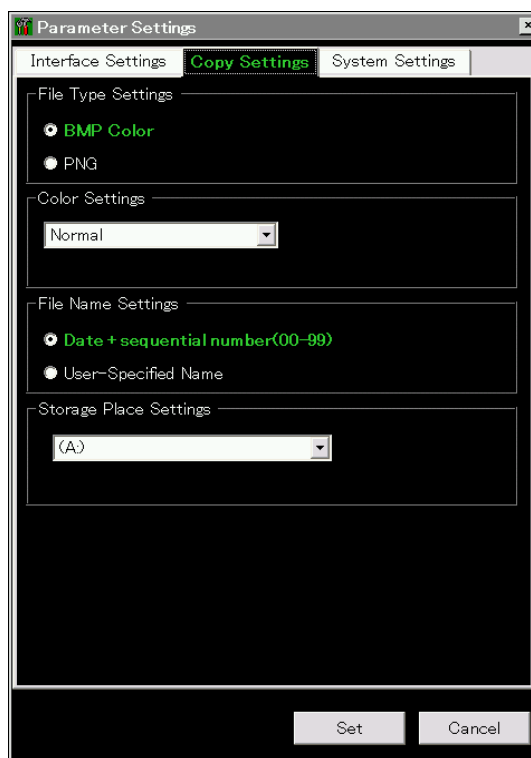 Parameter Settings
Interface Settings Copy Settings System Settings
File Type Settings
BMP Color
PNG
Color Settings
Normal
File Name Settings
Date + sequential number(00-99)
User-Specified Name
Storage Place Settings
(A:)
Set Cancel